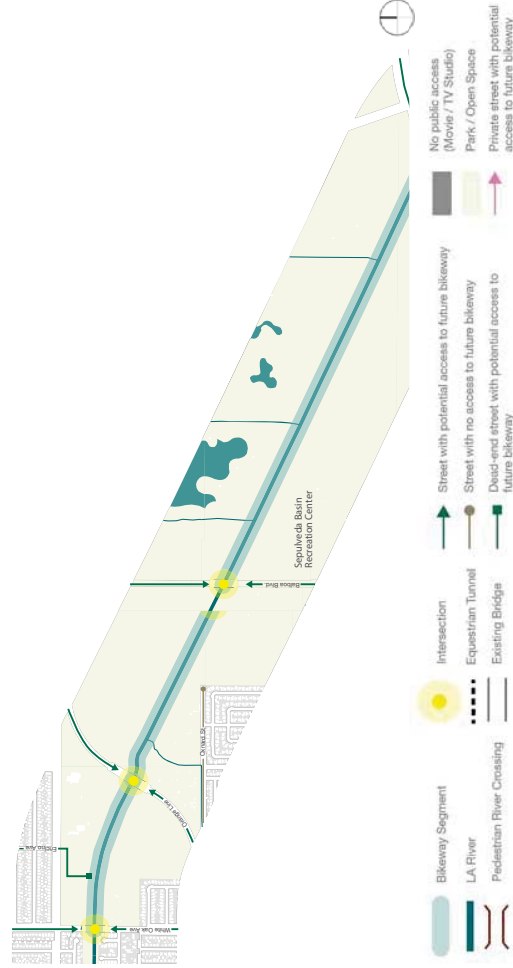 Encino Ave
White Oak Ave
Orange Line
Oxnard St
Balboa Blvd
Sepulveda Basin
Recreation Center
Bikeway Segment
LA River
Pedestrian River Crossing
Intersection
Equestrian Tunnel
Existing Bridge
Street with potential access to future bikeway
Street with no access to future bikeway
Dead-end street with potential access to
future bikeway
No public access
(Movie / TV Studio)
Park / Open Space
Private street with potential
access to future bikeway